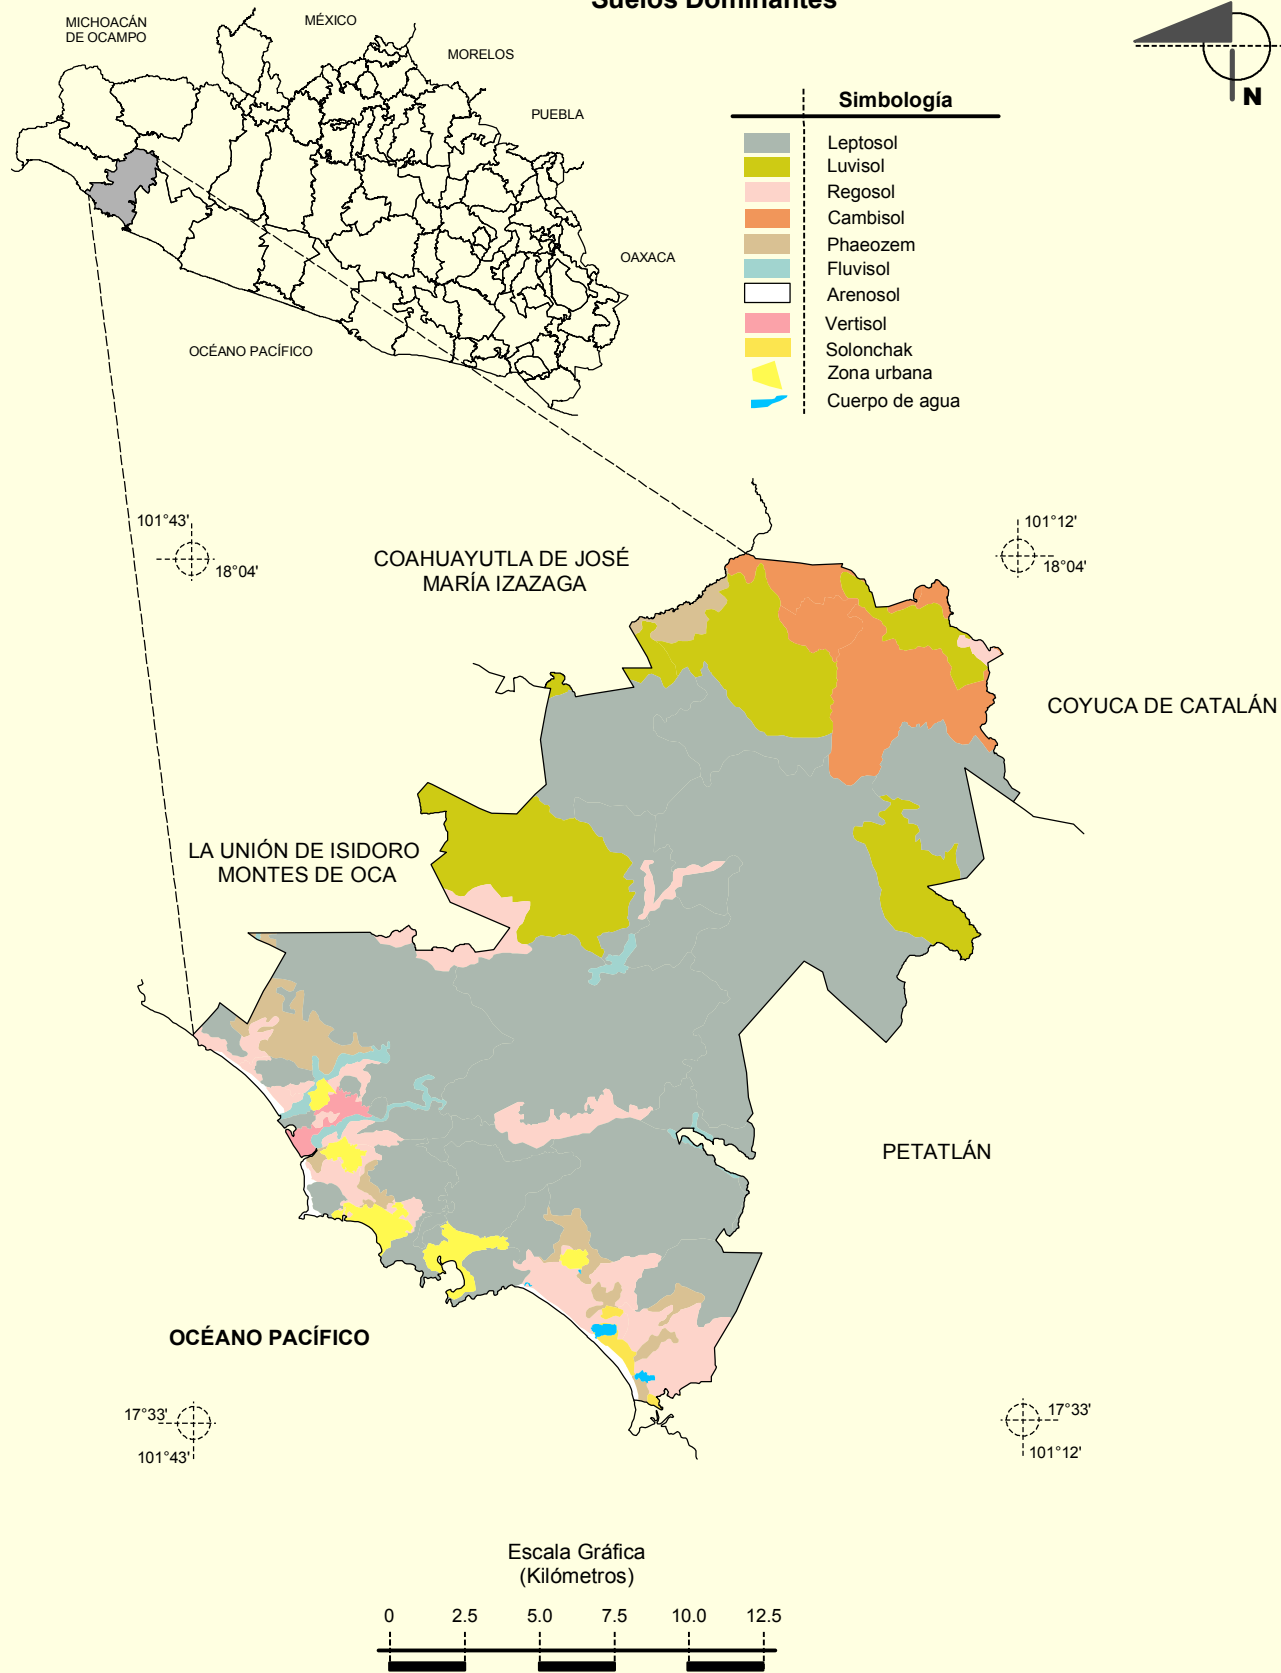 Suelos Dominantes
MICHOACÁN
DE OCAMPO
MÉXICO
MORELOS
PUEBLA
OAXACA
OCÉANO PACÍFICO
N
Simbología
Leptosol
Luvisol
Regosol
Cambisol
Phaeozem
Fluvisol
Arenosol
Vertisol
Solonchak
Zona urbana
Cuerpo de agua
101°43'
18°04'
101°12'
18°04'
COAHUAYUTLA DE JOSÉ
MARÍA IZAZAGA
COYUCA DE CATALÁN
LA UNIÓN DE ISIDORO
MONTES DE OCA
PETATLÁN
OCÉANO PACÍFICO
17°33'
101°43'
17°33'
101°12'
Escala Gráfica
(Kilómetros)
0 2.5 5.0 7.5 10.0 12.5